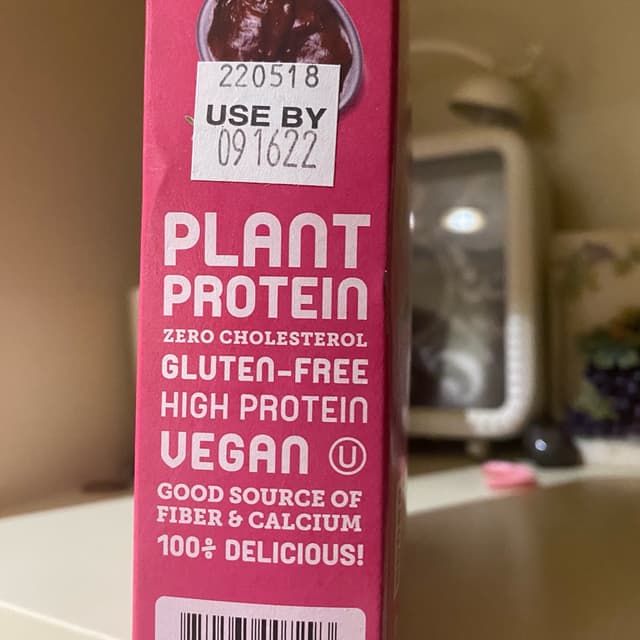 220518
USE BY
091622
PLANT
PROTEIN
ZERO CHOLESTEROL
GLUTEN-FREE
HIGH PROTEIN
VEGAN U
GOOD SOURCE OF
FIBER & CALCIUM
100% DELICIOUS!